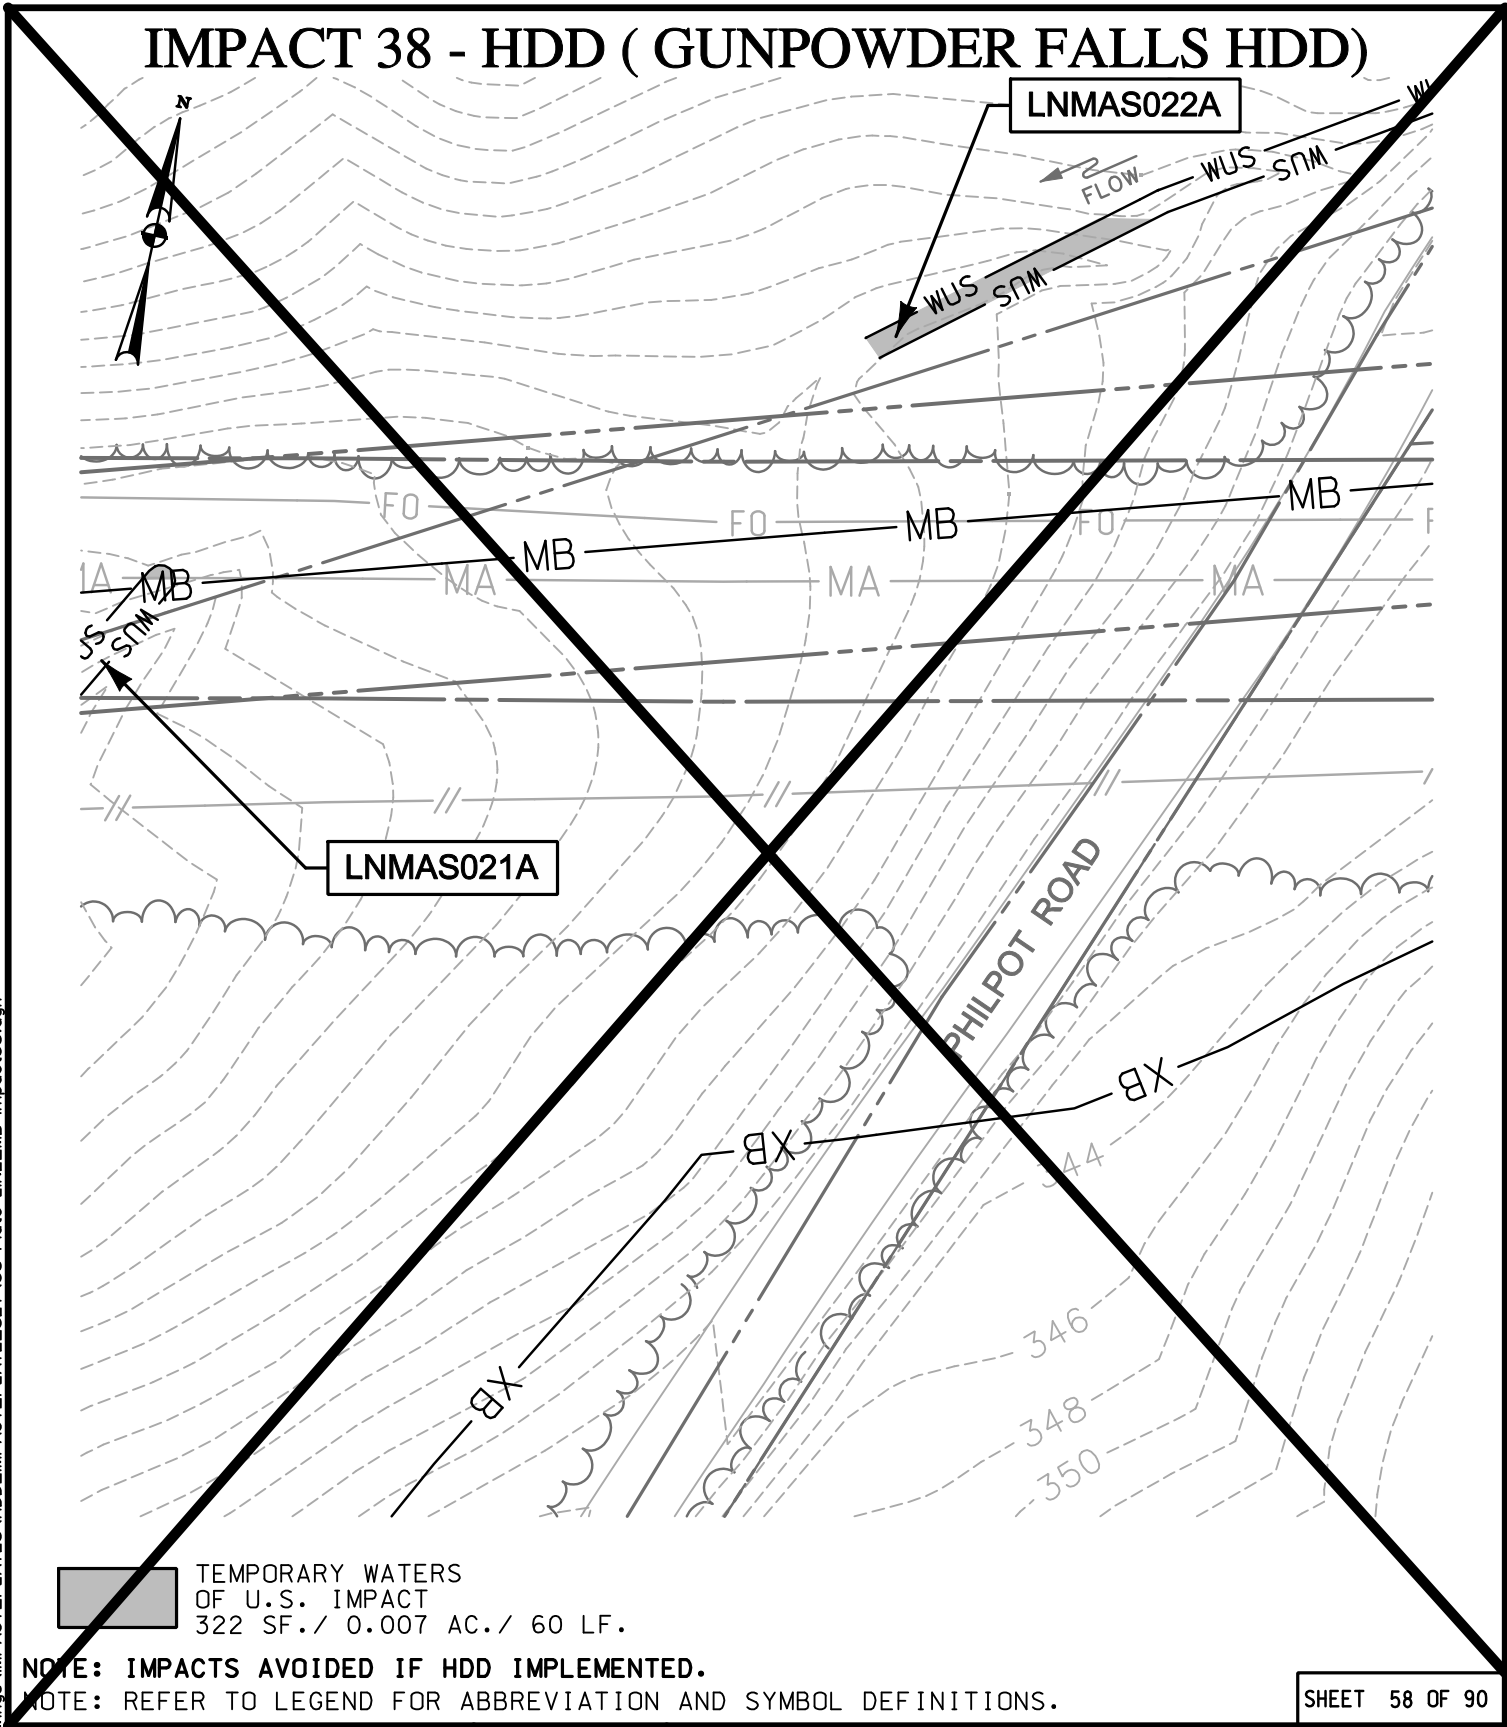 IMPACT 38 - HDD ( GUNPOWDER FALLS HDD)
N
LNMAS022A
FLOW
WUS
WUS
WUS
WUS
FO
FO
FO
MB
MB
MB
MB
MA
MA
MA
WUS
LNMAS021A
PHILPOT ROAD
XB
XB
XB
344
346
348
350
TEMPORARY WATERS
OF U.S. IMPACT
322 SF./ 0.007 AC./ 60 LF.
NOTE: IMPACTS AVOIDED IF HDD IMPLEMENTED.
NOTE: REFER TO LEGEND FOR ABBREVIATION AND SYMBOL DEFINITIONS.
SHEET 58 OF 90